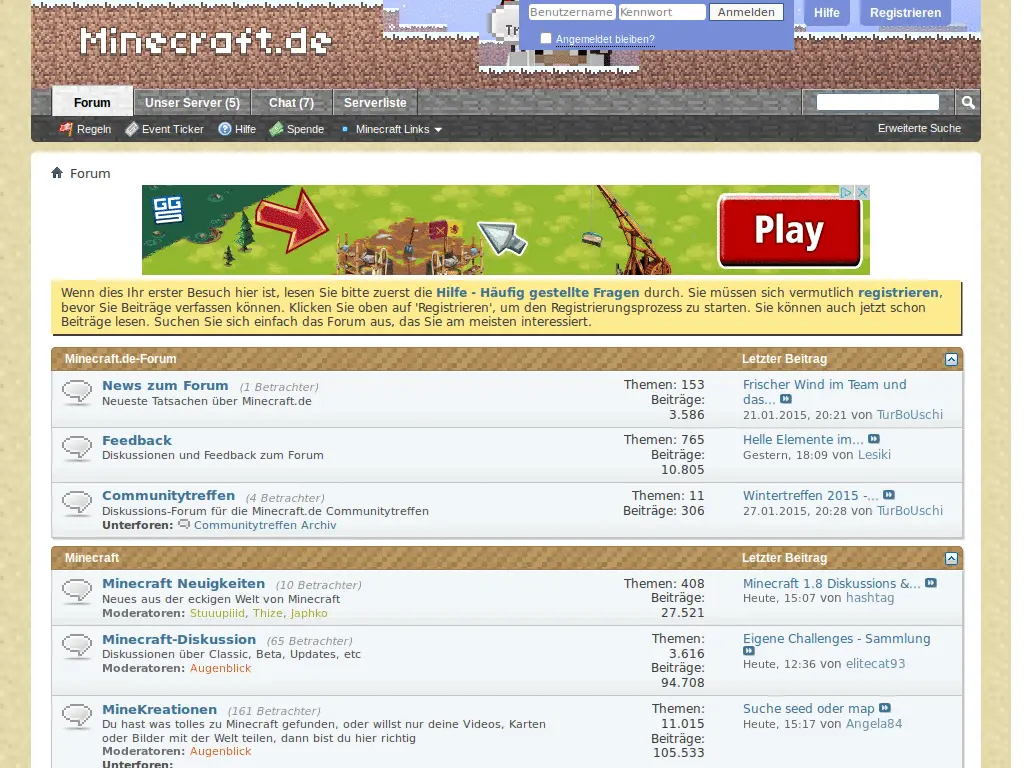 Minecraft.de
Benutzername Kennwort Anmelden Hilfe Registrieren
Angemeldet bleiben?
Forum Unser Server (5) Chat (7) Serverliste
Regeln Event Ticker Hilfe Spende Minecraft Links Erweiterte Suche
Forum
GGS
Play
Wenn dies Ihr erster Besuch hier ist, lesen Sie bitte zuerst die Hilfe - Häufig gestellte Fragen durch. Sie müssen sich vermutlich registrieren,
bevor Sie Beiträge verfassen können. Klicken Sie oben auf 'Registrieren', um den Registrierungsprozess zu starten. Sie können auch jetzt schon
Beiträge lesen. Suchen Sie sich einfach das Forum aus, das Sie am meisten interessiert.
Minecraft.de-Forum Letzter Beitrag
News zum Forum (1 Betrachter)
Neueste Tatsachen über Minecraft.de
Themen: 153
Beiträge:
3.586
Frischer Wind im Team und
das...
21.01.2015, 20:21 von TurBoUschi
Feedback
Diskussionen und Feedback zum Forum
Themen: 765
Beiträge:
10.805
Helle Elemente im...
Gestern, 18:09 von Lesiki
Communitytreffen (4 Betrachter)
Diskussions-Forum für die Minecraft.de Communitytreffen
Unterforen: Communitytreffen Archiv
Themen: 11
Beiträge: 306
Wintertreffen 2015 -...
27.01.2015, 20:28 von TurBoUschi
Minecraft Letzter Beitrag
Minecraft Neuigkeiten (10 Betrachter)
Neues aus der eckigen Welt von Minecraft
Moderatoren: Stuuupiiid, Thize, Japhko
Themen: 408
Beiträge:
27.521
Minecraft 1.8 Diskussions &...
Heute, 15:07 von hashtag
Minecraft-Diskussion (65 Betrachter)
Diskussionen über Classic, Beta, Updates, etc
Moderatoren: Augenblick
Themen:
3.616
Beiträge:
94.708
Eigene Challenges - Sammlung
Heute, 12:36 von elitecat93
MineKreationen (161 Betrachter)
Du hast was tolles zu Minecraft gefunden, oder willst nur deine Videos, Karten
oder Bilder mit der Welt teilen, dann bist du hier richtig
Moderatoren: Augenblick
Unterforen:
Themen:
11.015
Beiträge:
105.533
Suche seed oder map
Heute, 15:17 von Angela84